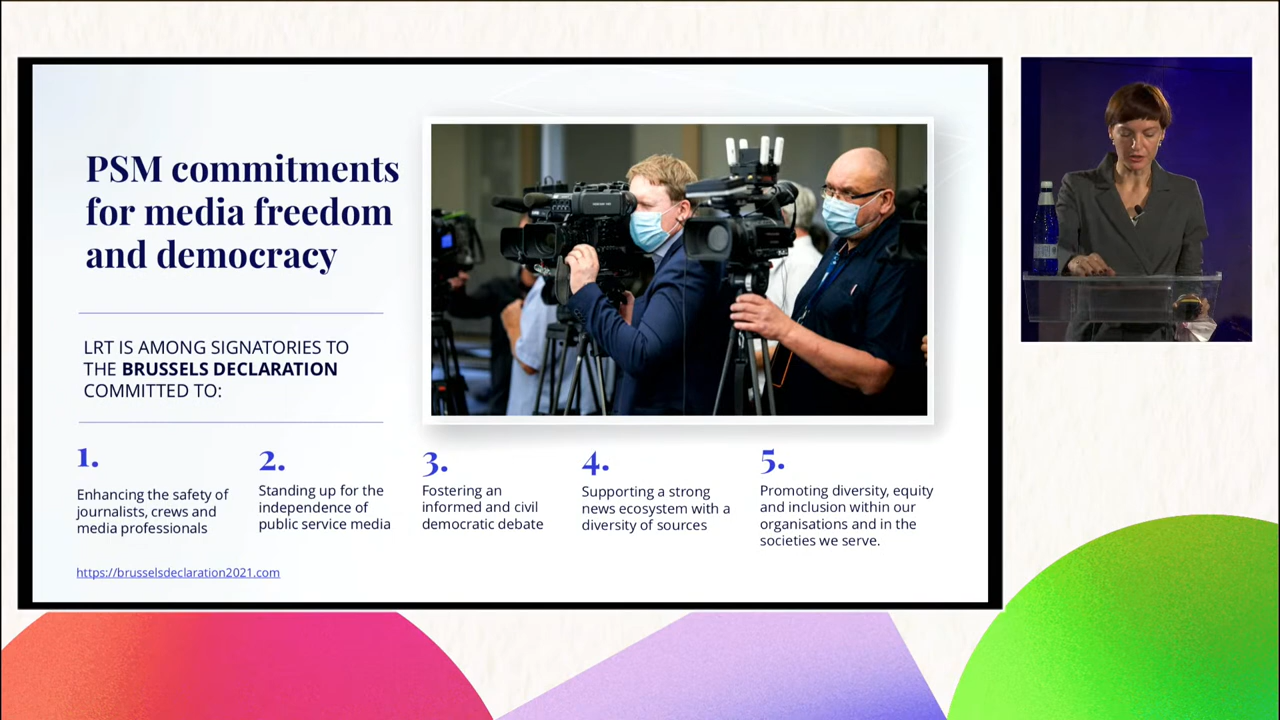 PSM commitments
for media freedom
and democracy
LRT IS AMONG SIGNATORIES TO
THE BRUSSELS DECLARATION
COMMITTED TO:
1.
Enhancing the safety of
journalists, crews and
media professionals
2.
Standing up for the
independence of
public service media
3.
Fostering an
informed and civil
democratic debate
4.
Supporting a strong
news ecosystem with a
diversity of sources
5.
Promoting diversity, equity
and inclusion within our
organisations and in the
societies we serve.
https://brusselsdeclaration2021.com